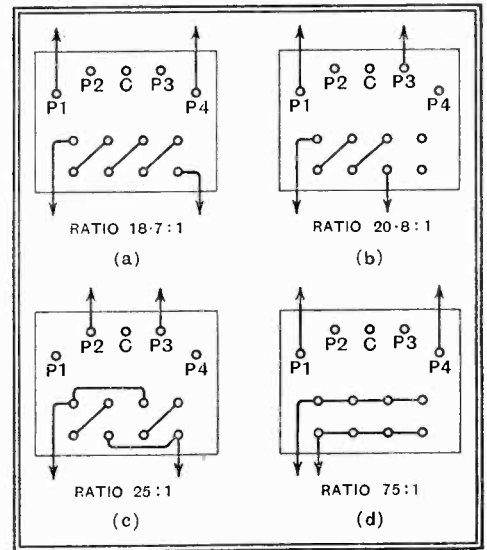 P1 P2 C P3 P4
RATIO 18·7:1
(a)
P1 P2 C P3 P4
RATIO 20·8:1
(b)
P1 P2 C P3 P4
RATIO 25:1
(c)
P1 P2 C P3 P4
RATIO 75:1
(d)